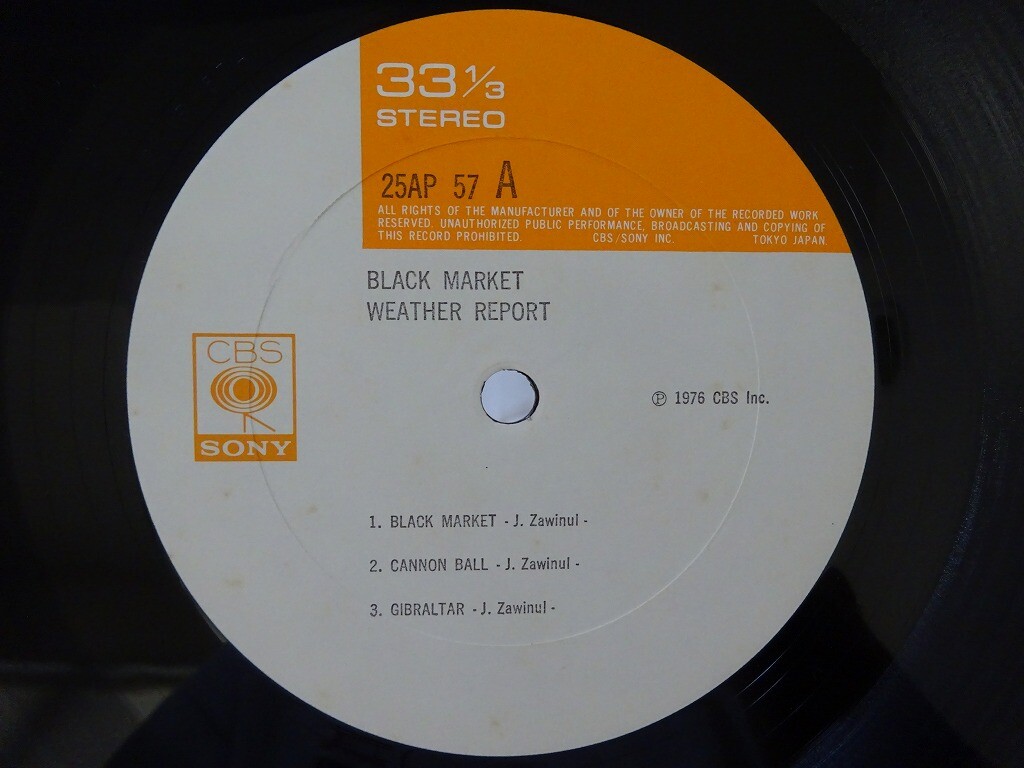 33 1/3
STEREO
25AP 57 A
ALL RIGHTS OF THE MANUFACTURER AND OF THE OWNER OF THE RECORDED WORK
RESERVED. UNAUTHORIZED PUBLIC PERFORMANCE, BROADCASTING AND COPYING OF
THIS RECORD PROHIBITED. CBS/SONY INC. TOKYO JAPAN.
BLACK MARKET
WEATHER REPORT
CBS
SONY
℗ 1976 CBS Inc.
1. BLACK MARKET - J. Zawinul -
2. CANNON BALL - J. Zawinul -
3. GIBRALTAR - J. Zawinul -